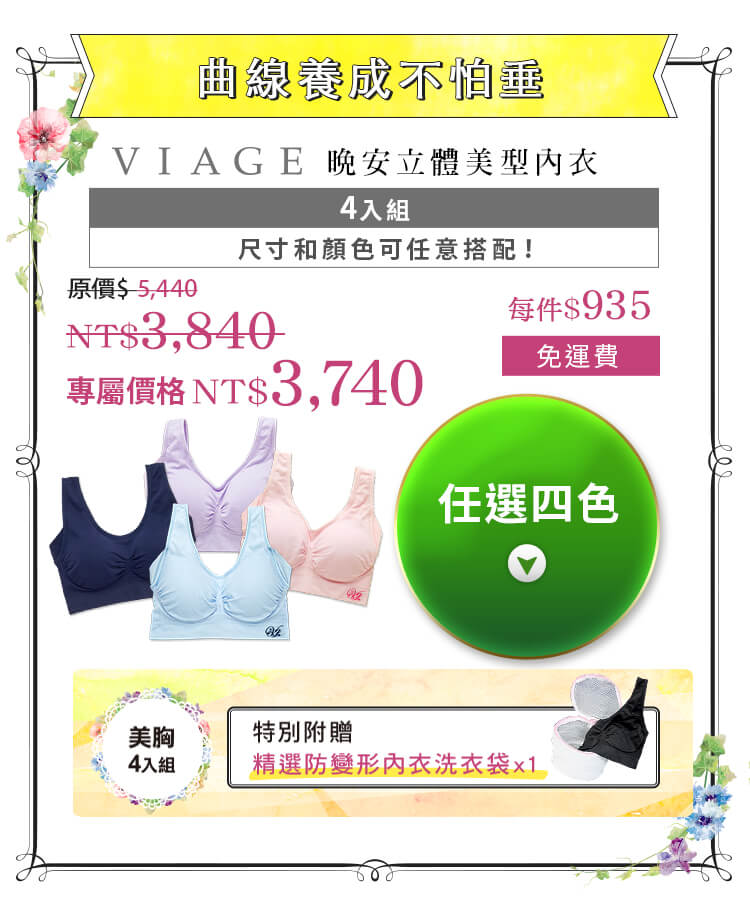 曲線養成不怕垂
VIAGE 晚安立體美型內衣
4入組
尺寸和顏色可任意搭配!
原價$ 5,440
NT$3,840
每件$935
專屬價格 NT$3,740
免運費
任選四色
美胸
4入組
特別附贈
精選防變形內衣洗衣袋x1